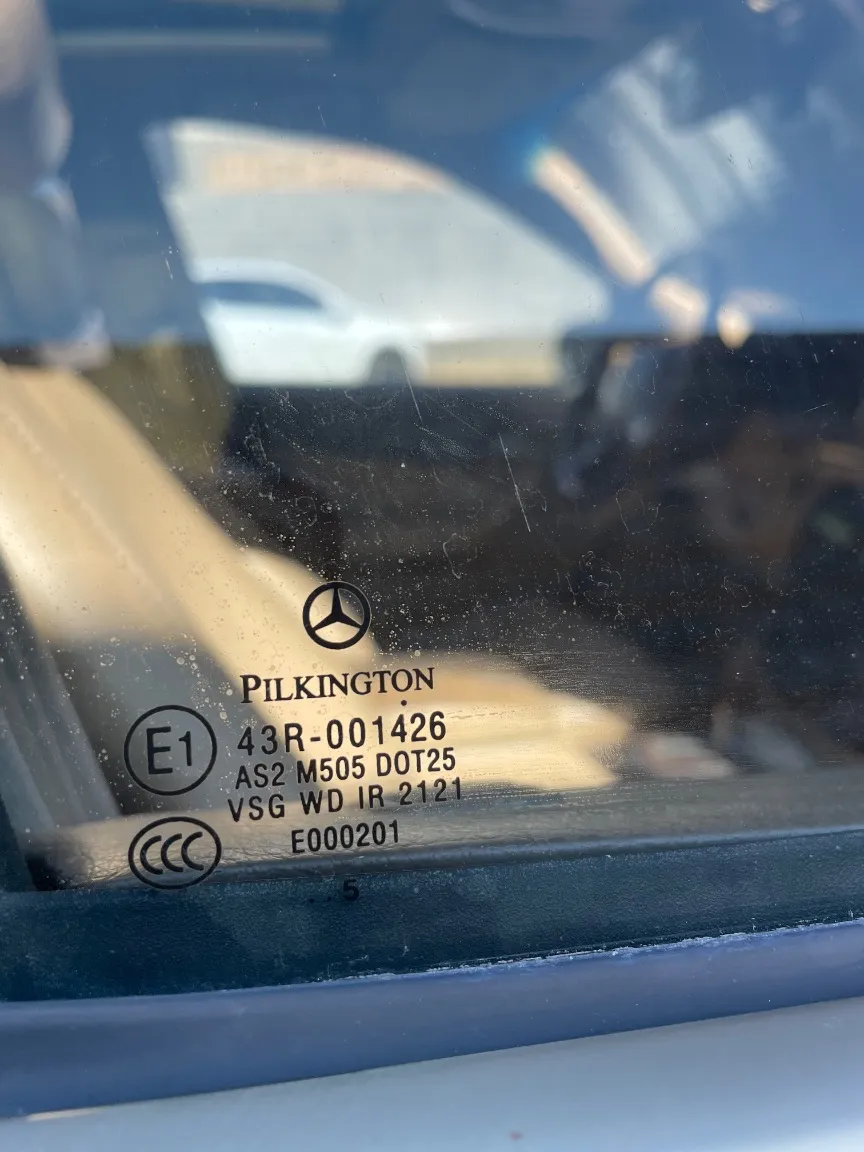 PILKINGTON
E1
43R-001426
AS2 M505 DOT25
VSG WD IR 2121
E000201
CCC
. . 5